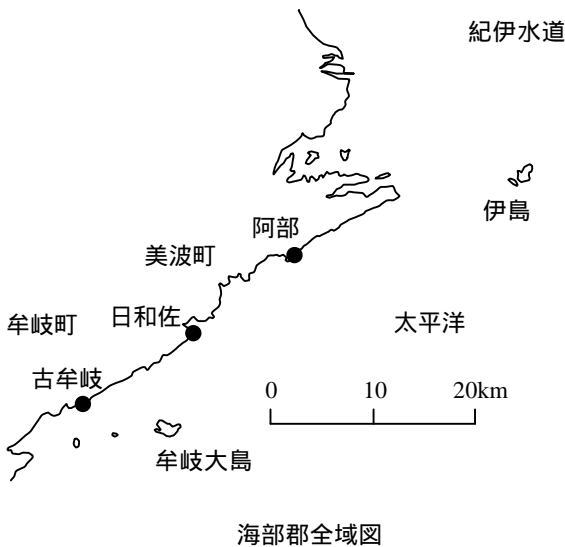 紀伊水道
伊島
阿部
美波町
日和佐
牟岐町
太平洋
古牟岐
0 10 20km
牟岐大島
海部郡全域図